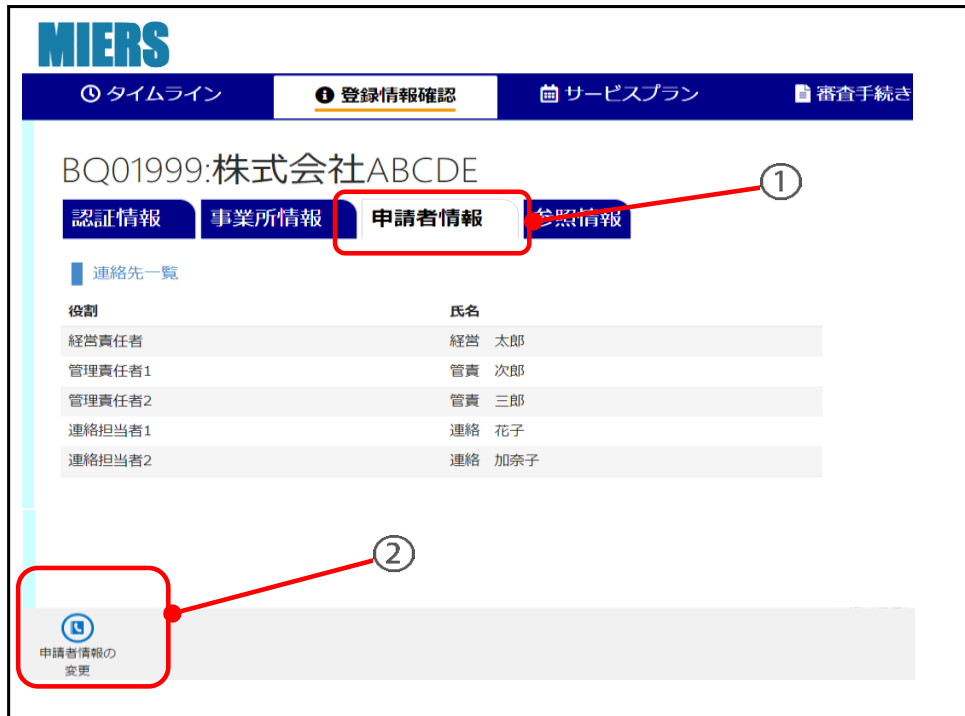 MIERS
タイムライン 登録情報確認 サービスプラン 審査手続き
BQ01999:株式会社ABCDE
①
認証情報 事業所情報 申請者情報 参照情報
連絡先一覧
役割 氏名
経営責任者 経営 太郎
管理責任者1 管責 次郎
管理責任者2 管責 三郎
連絡担当者1 連絡 花子
連絡担当者2 連絡 加奈子
②
申請者情報の
変更